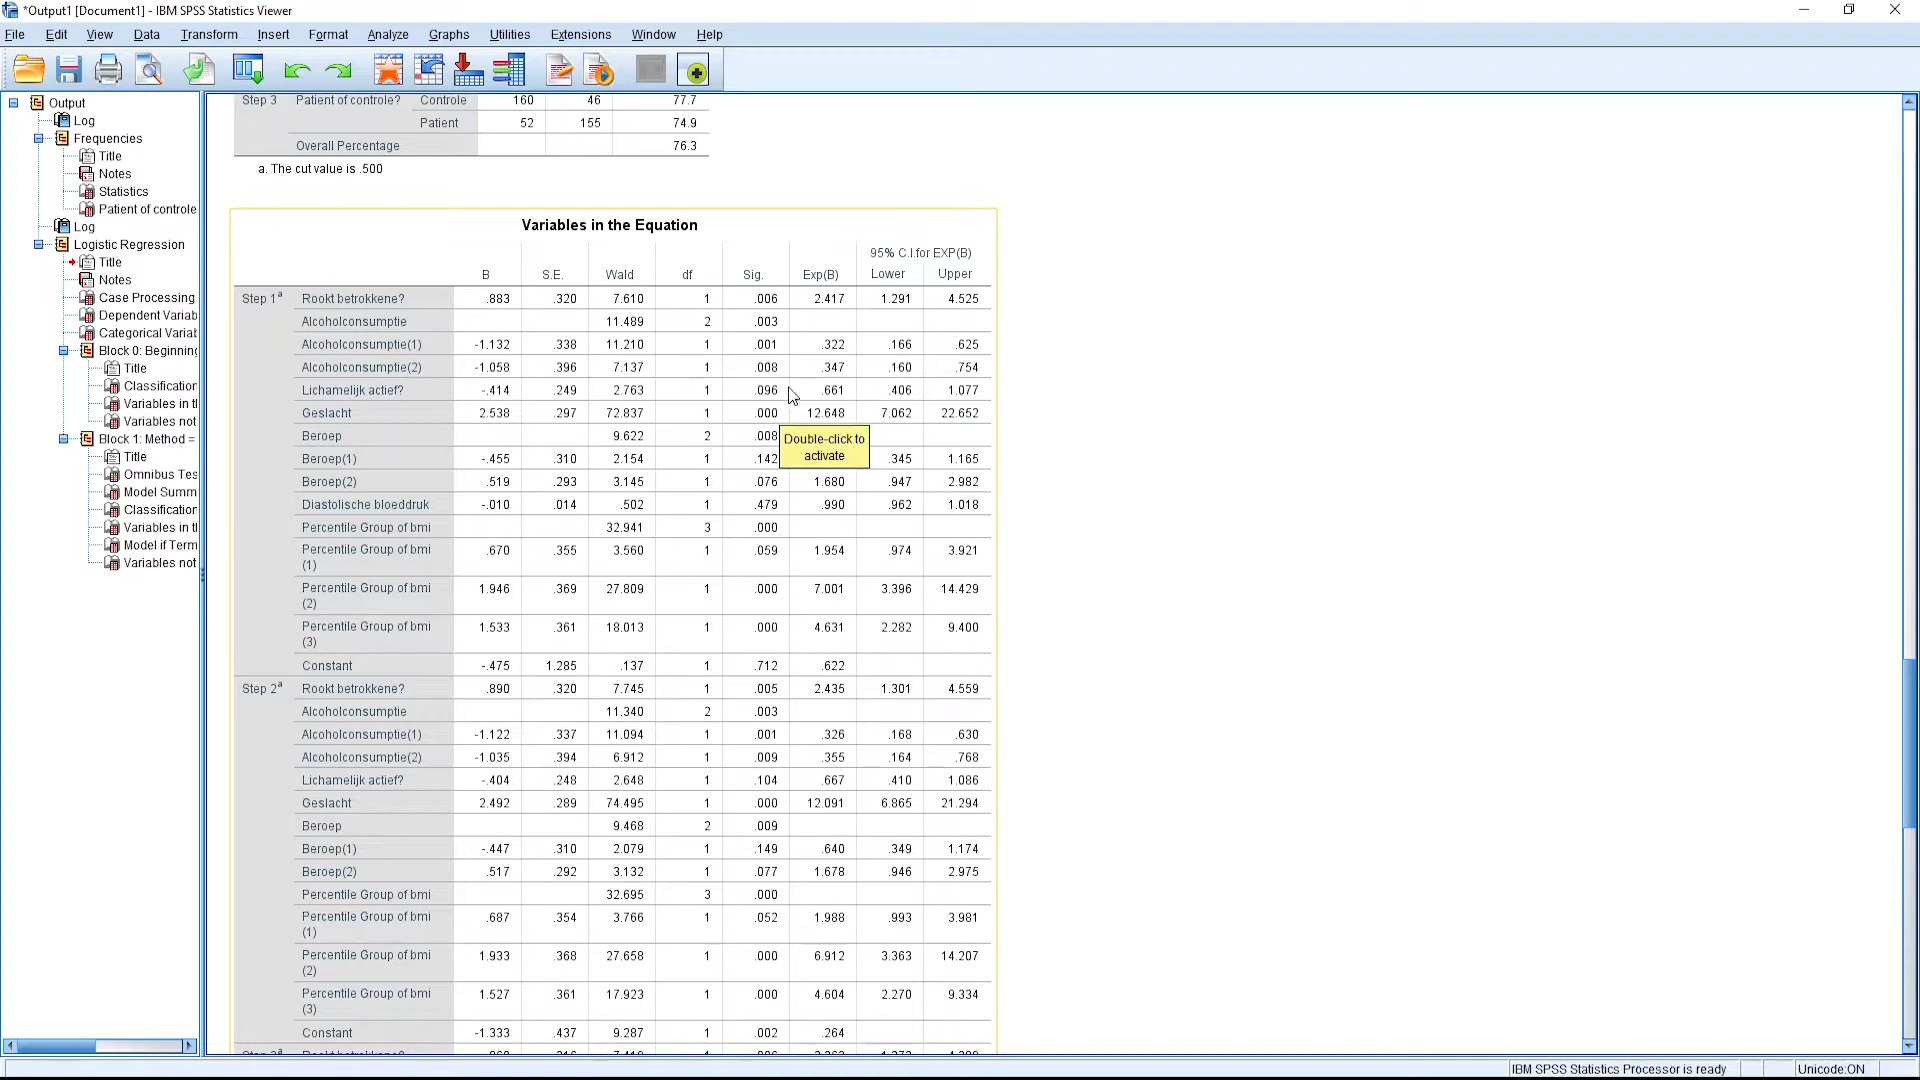 *Output1 [Document1] - IBM SPSS Statistics Viewer
File Edit View Data Transform Insert Format Analyze Graphs Utilities Extensions Window Help
Output
Log
Frequencies
Title
Notes
Statistics
Patient of controle
Log
Logistic Regression
Title
Notes
Case Processing
Dependent Variab
Categorical Variat
Block 0: Beginning
Title
Classification
Variables in t
Variables not
Block 1: Method =
Title
Omnibus Tes
Model Summ
Classification
Variables in t
Model if Term
Variables not
Step 3 Patient of controle? Controle 160 46 77.7
Patient 52 155 74.9
Overall Percentage 76.3
a. The cut value is .500
Variables in the Equation
95% C.I.for EXP(B)
B S.E. Wald df Sig. Exp(B) Lower Upper
Step 1a Rookt betrokkene? .883 .320 7.610 1 .006 2.417 1.291 4.525
Alcoholconsumptie 11.489 2 .003
Alcoholconsumptie(1) -1.132 .338 11.210 1 .001 .322 .166 .625
Alcoholconsumptie(2) -1.058 .396 7.137 1 .008 .347 .160 .754
Lichamelijk actief? -.414 .249 2.763 1 .096 .661 .406 1.077
Geslacht 2.538 .297 72.837 1 .000 12.648 7.062 22.652
Beroep 9.622 2 .008
Double-click to
activate
Beroep(1) -.455 .310 2.154 1 .142 .345 1.165
Beroep(2) .519 .293 3.145 1 .076 1.680 .947 2.982
Diastolische bloeddruk -.010 .014 .502 1 .479 .990 .962 1.018
Percentile Group of bmi 32.941 3 .000
Percentile Group of bmi .670 .355 3.560 1 .059 1.954 .974 3.921
(1)
Percentile Group of bmi 1.946 .369 27.809 1 .000 7.001 3.396 14.429
(2)
Percentile Group of bmi 1.533 .361 18.013 1 .000 4.631 2.282 9.400
(3)
Constant -.475 1.285 .137 1 .712 .622
Step 2a Rookt betrokkene? .890 .320 7.745 1 .005 2.435 1.301 4.559
Alcoholconsumptie 11.340 2 .003
Alcoholconsumptie(1) -1.122 .337 11.094 1 .001 .326 .168 .630
Alcoholconsumptie(2) -1.035 .394 6.912 1 .009 .355 .164 .768
Lichamelijk actief? -.404 .248 2.648 1 .104 .667 .410 1.086
Geslacht 2.492 .289 74.495 1 .000 12.091 6.865 21.294
Beroep 9.468 2 .009
Beroep(1) -.447 .310 2.079 1 .149 .640 .349 1.174
Beroep(2) .517 .292 3.132 1 .077 1.678 .946 2.975
Percentile Group of bmi 32.695 3 .000
Percentile Group of bmi .687 .354 3.766 1 .052 1.988 .993 3.981
(1)
Percentile Group of bmi 1.933 .368 27.658 1 .000 6.912 3.363 14.207
(2)
Percentile Group of bmi 1.527 .361 17.923 1 .000 4.604 2.270 9.334
(3)
Constant -1.333 .437 9.287 1 .002 .264
IBM SPSS Statistics Processor is ready Unicode:ON